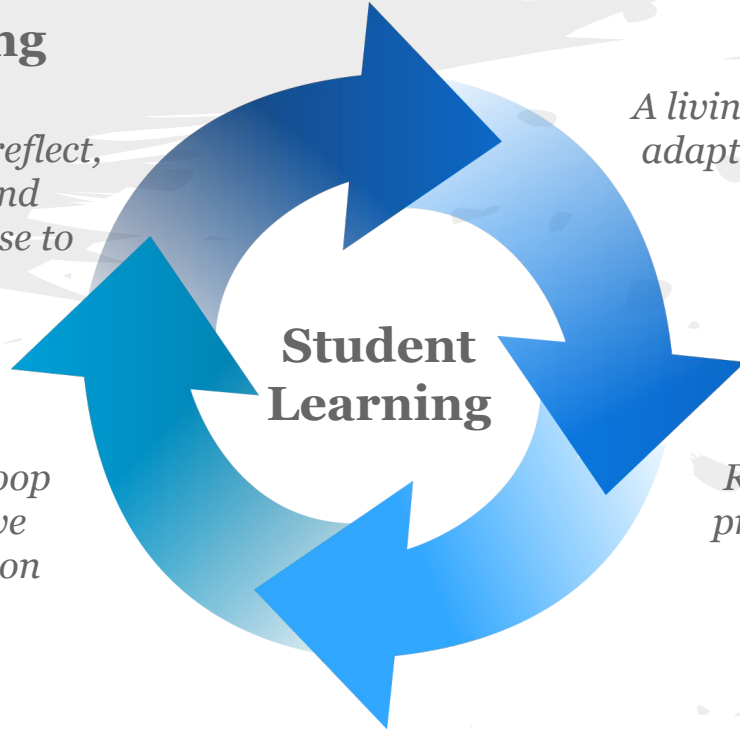 ng
reflect,
nd
se to
A livin
adapt
Student
Learning
oop
ve
on
R
pr